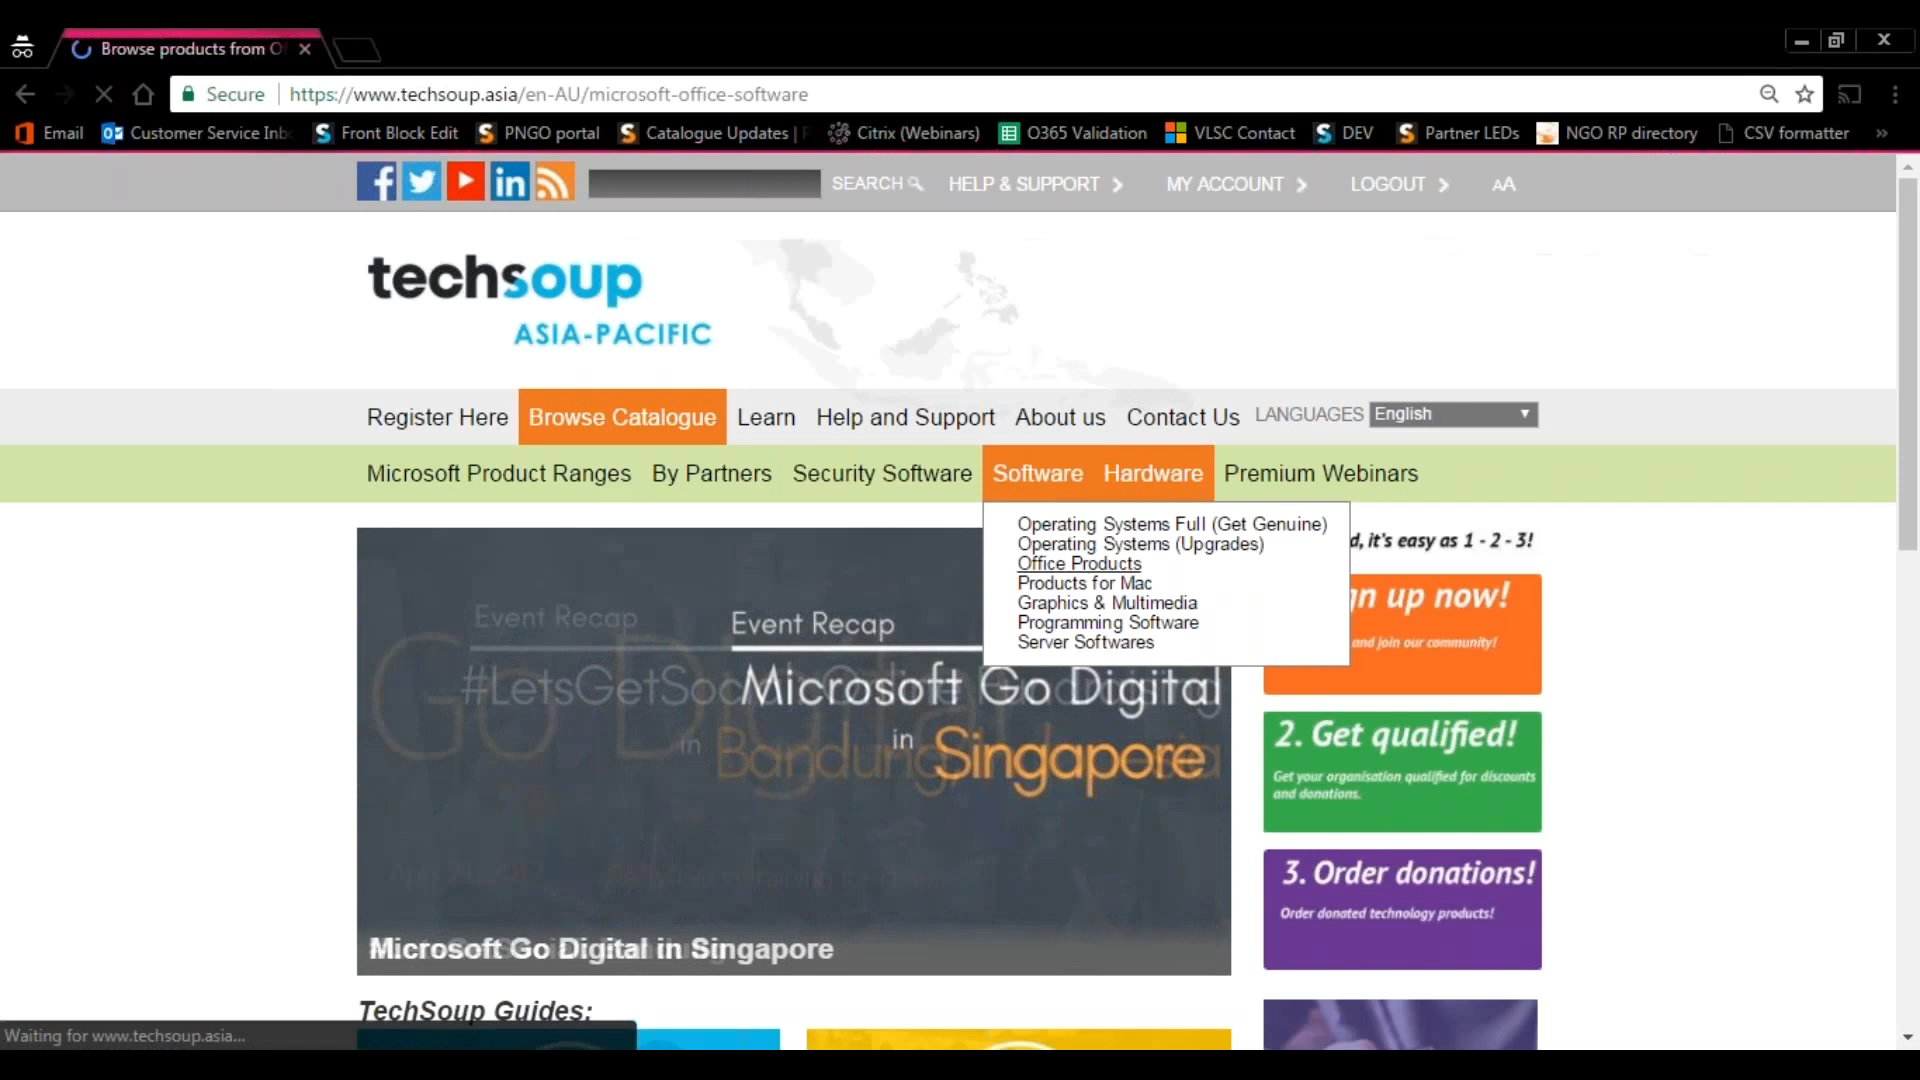 Browse products from O
Secure https://www.techsoup.asia/en-AU/microsoft-office-software
Email Customer Service Inb Front Block Edit PNGO portal Catalogue Updates | Citrix (Webinars) O365 Validation VLSC Contact DEV Partner LEDs NGO RP directory CSV formatter »
SEARCH HELP & SUPPORT MY ACCOUNT LOGOUT AA
techsoup
ASIA-PACIFIC
Register Here Browse Catalogue Learn Help and Support About us Contact Us LANGUAGES English
Microsoft Product Ranges By Partners Security Software Software Hardware Premium Webinars
Operating Systems Full (Get Genuine)
Operating Systems (Upgrades)
Office Products
Products for Mac
Graphics & Multimedia
Programming Software
Server Softwares
d, it's easy as 1 - 2 - 3!
n up now!
and join our community!
2. Get qualified!
Get your organisation qualified for discounts
and donations.
3. Order donations!
Order donated technology products!
Event Recap
Event Recap
#LetsGetSoc
Microsoft Go Digital
Go Digital
in Bandung
in Singapore
Microsoft Go Digital in Singapore
TechSoup Guides:
Waiting for www.techsoup.asia...